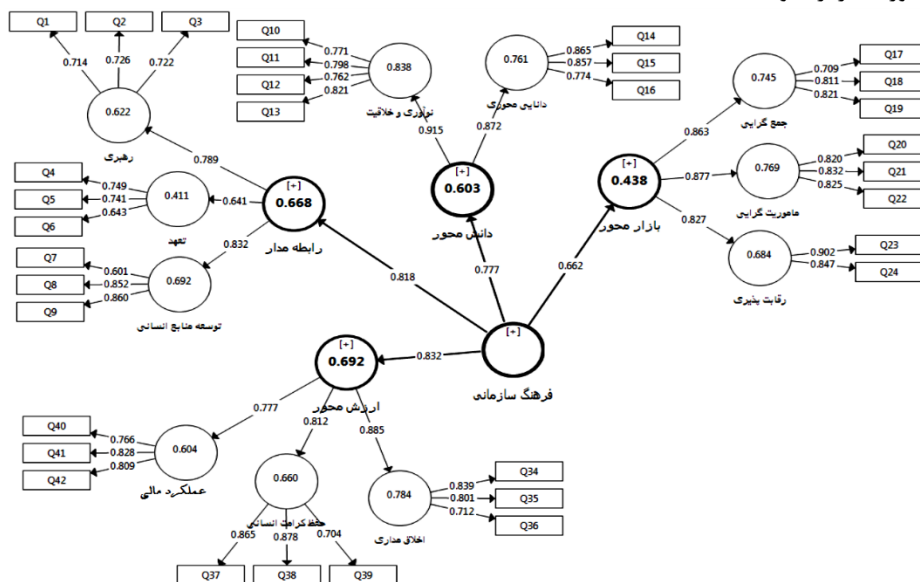 Q1
Q2
Q3
0.714
0.726
0.722
0.622
رهبری
Q4
Q5
Q6
0.749
0.741
0.643
0.411
تعهد
Q7
Q8
Q9
0.601
0.852
0.860
0.692
توسعه منابع انسانی
0.789
0.641
0.832
[+]
0.668
رابطه مدار
0.818
Q10
Q11
Q12
Q13
0.771
0.798
0.762
0.821
0.838
نوآوری و خلاقیت
0.915
0.761
دانایی محوری
0.865
0.857
0.774
Q14
Q15
Q16
0.872
[+]
0.603
دانش محور
0.777
0.745
جمع گرایی
0.709
0.811
0.821
Q17
Q18
Q19
0.863
0.769
ماموریت گرایی
0.820
0.832
0.825
Q20
Q21
Q22
0.877
0.684
رقابت پذیری
0.902
0.847
Q23
Q24
0.827
[+]
0.438
بازار محور
0.662
[+]
فرهنگ سازمانی
0.832
[+]
0.692
ارزش محور
0.777
0.812
0.885
Q40
Q41
Q42
0.766
0.828
0.809
0.604
عملکرد مالی
0.660
حفظ کرامت انسانی
0.865
0.878
0.704
Q37
Q38
Q39
0.784
اخلاق مداری
0.839
0.801
0.712
Q34
Q35
Q36